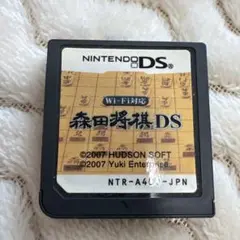 NINTENDO DS
Wi-Fi対応
森田将棋DS
©2007 HUDSON SOFT
©2007 Yuki Enterprise